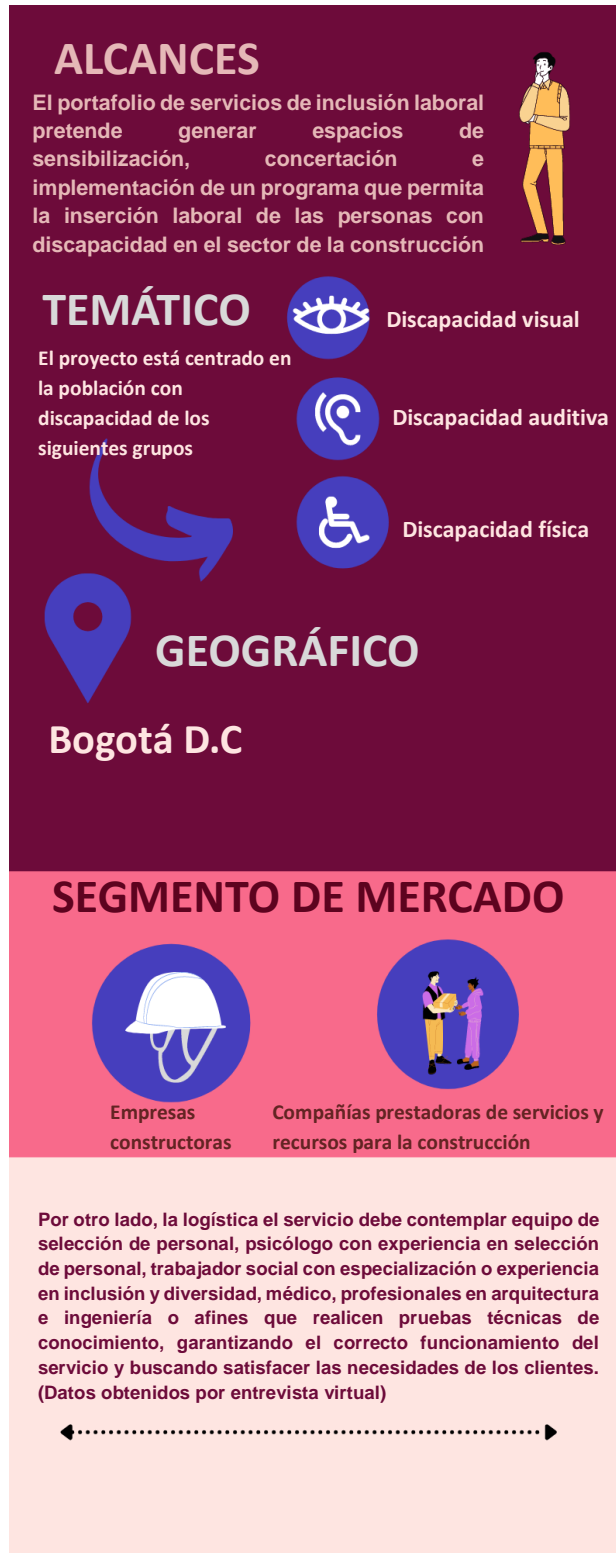 ALCANCES
El portafolio de servicios de inclusión laboral
pretende generar espacios de
sensibilización, concertación e
implementación de un programa que permita
la inserción laboral de las personas con
discapacidad en el sector de la construcción
TEMÁTICO
El proyecto está centrado en
la población con
discapacidad de los
siguientes grupos
Discapacidad visual
Discapacidad auditiva
Discapacidad física
GEOGRÁFICO
Bogotá D.C
SEGMENTO DE MERCADO
Empresas
constructoras
Compañías prestadoras de servicios y
recursos para la construcción
Por otro lado, la logística el servicio debe contemplar equipo de
selección de personal, psicólogo con experiencia en selección
de personal, trabajador social con especialización o experiencia
en inclusión y diversidad, médico, profesionales en arquitectura
e ingeniería o afines que realicen pruebas técnicas de
conocimiento, garantizando el correcto funcionamiento del
servicio y buscando satisfacer las necesidades de los clientes.
(Datos obtenidos por entrevista virtual)